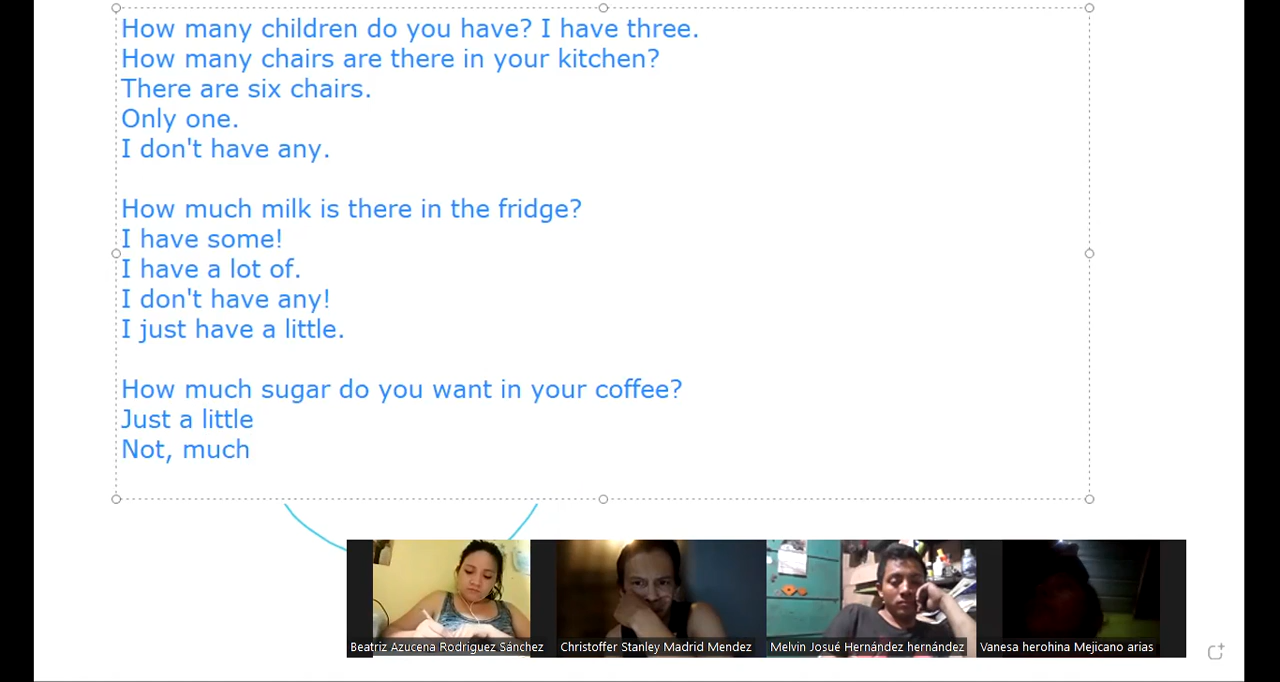 How many children do you have? I have three.
How many chairs are there in your kitchen?
There are six chairs.
Only one.
I don't have any.
How much milk is there in the fridge?
I have some!
I have a lot of.
I don't have any!
I just have a little.
How much sugar do you want in your coffee?
Just a little
Not, much
Beatriz Azucena Rodríguez Sánchez
Christoffer Stanley Madrid Mendez
Melvin Josué Hernández hernández
Vanesa herohina Mejicano arias